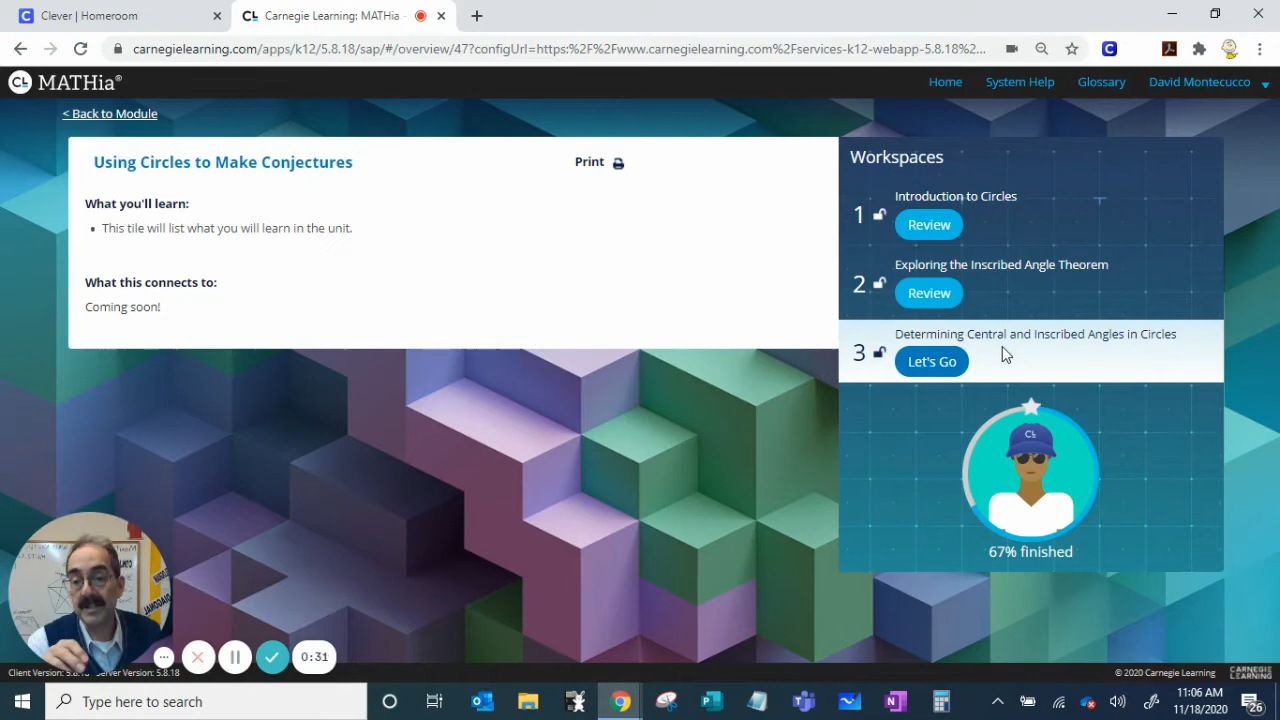 Clever | Homeroom
CL Carnegie Learning: MATHia -
carnegielearning.com/apps/k12/5.8.18/sap/#/overview/47?configUrl=https:%2F%2Fwww.carnegielearning.com%2Fservices-k12-webapp-5.8.18%2...
CL MATHia®
Home System Help Glossary David Montecucco
< Back to Module
Using Circles to Make Conjectures
Print
What you'll learn:
• This tile will list what you will learn in the unit.
What this connects to:
Coming soon!
Workspaces
Introduction to Circles
1 Review
Exploring the Inscribed Angle Theorem
2 Review
Determining Central and Inscribed Angles in Circles
3 Let's Go
CL
67% finished
DIAGONAL
0:31
Client Version: 5.8.18 Server Version: 5.8.18
© 2020 Carnegie Learning
CARNEGIE
LEARNING
Type here to search
11:06 AM
11/18/2020
26